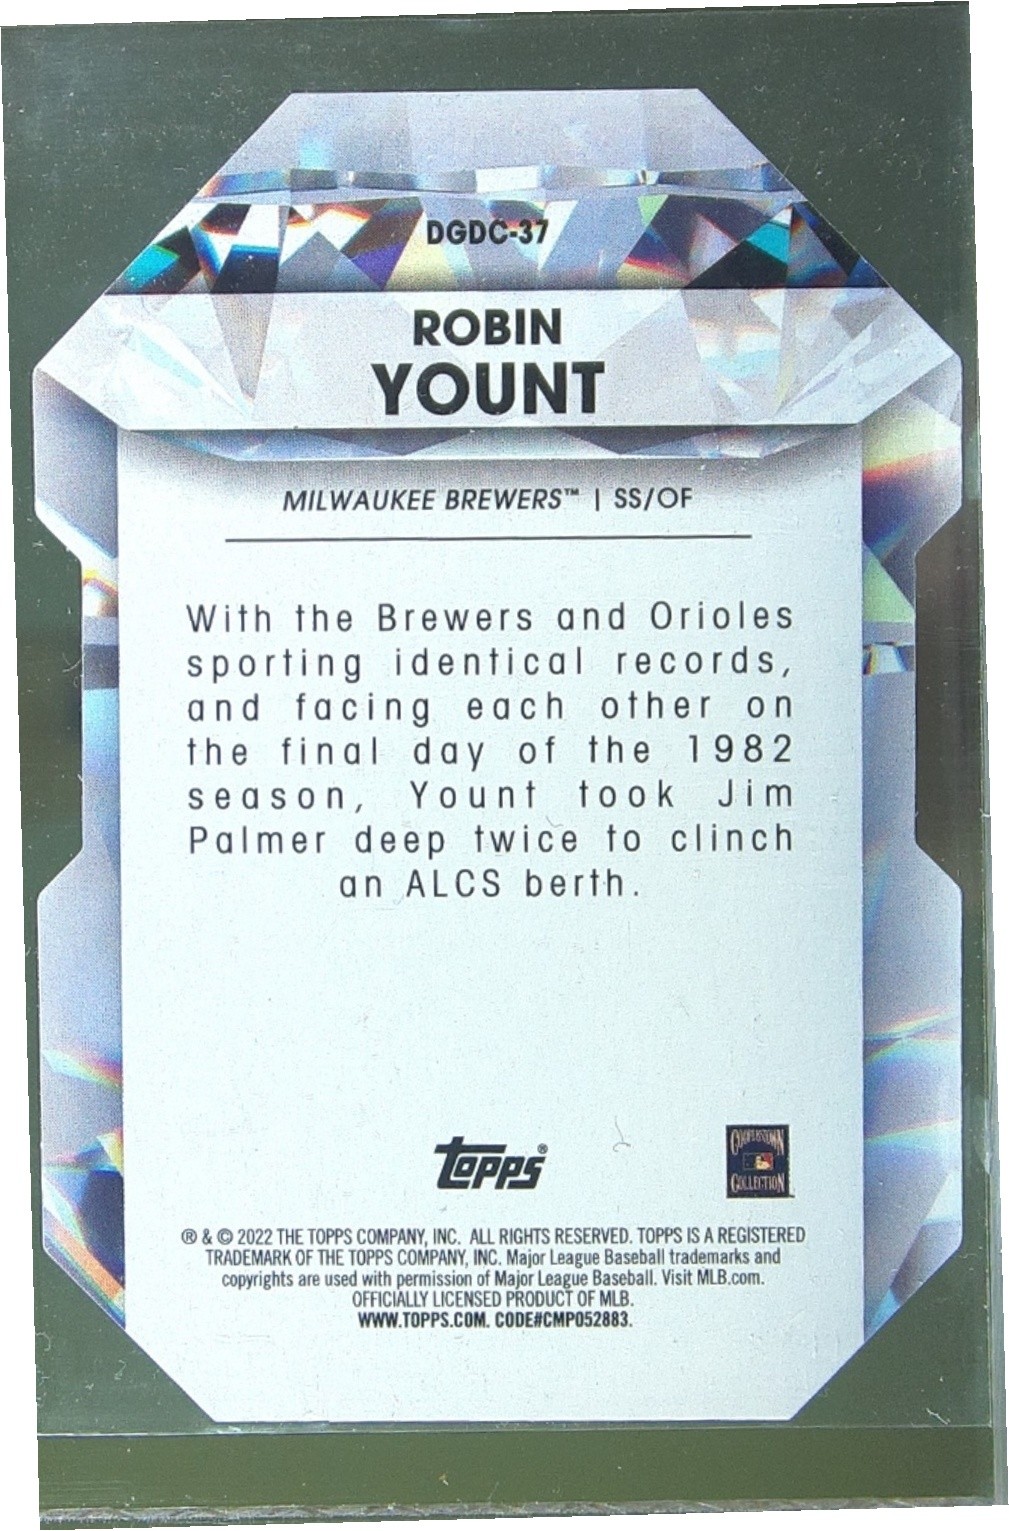 DGDC-37
ROBIN
YOUNT
MILWAUKEE BREWERS™ | SS/OF
With the Brewers and Orioles
sporting identical records,
and facing each other on
the final day of the 1982
season, Yount took Jim
Palmer deep twice to clinch
an ALCS berth.
topps®
COOPERSTOWN
COLLECTION
® & © 2022 THE TOPPS COMPANY, INC. ALL RIGHTS RESERVED. TOPPS IS A REGISTERED
TRADEMARK OF THE TOPPS COMPANY, INC. Major League Baseball trademarks and
copyrights are used with permission of Major League Baseball. Visit MLB.com.
OFFICIALLY LICENSED PRODUCT OF MLB.
WWW.TOPPS.COM. CODE#CMP052883.